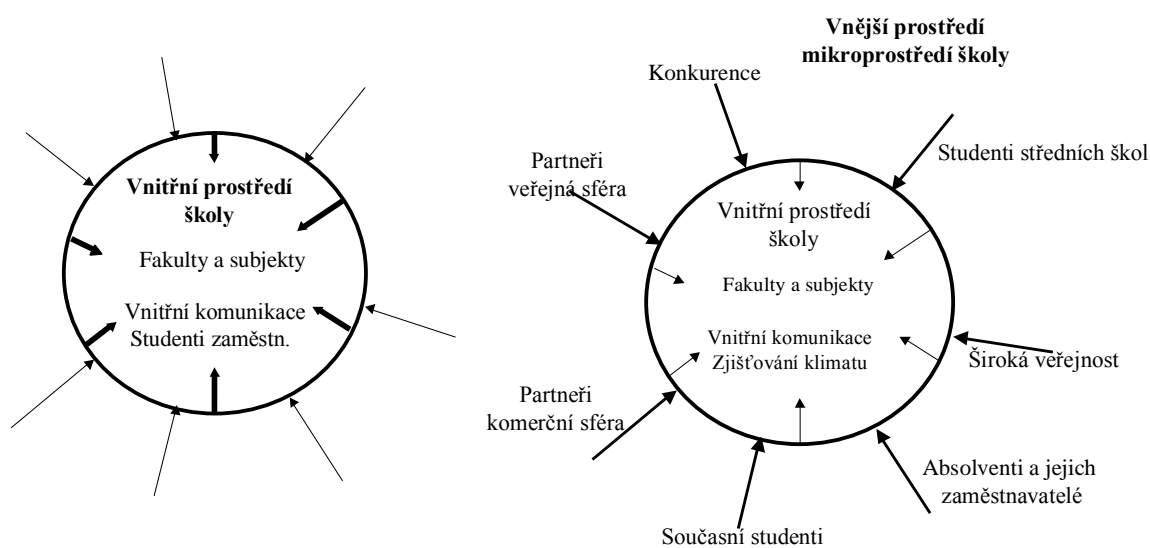 Vnitřní prostředí
školy
Fakulty a subjekty
Vnitřní komunikace
Studenti zaměstn.
Vnější prostředí
mikroprostředí školy
Konkurence
Studenti středních škol
Partneři
veřejná sféra
Vnitřní prostředí
školy
Fakulty a subjekty
Vnitřní komunikace
Zjišťování klimatu
Široká veřejnost
Partneři
komerční sféra
Absolventi a jejich
zaměstnavatelé
Současní studenti